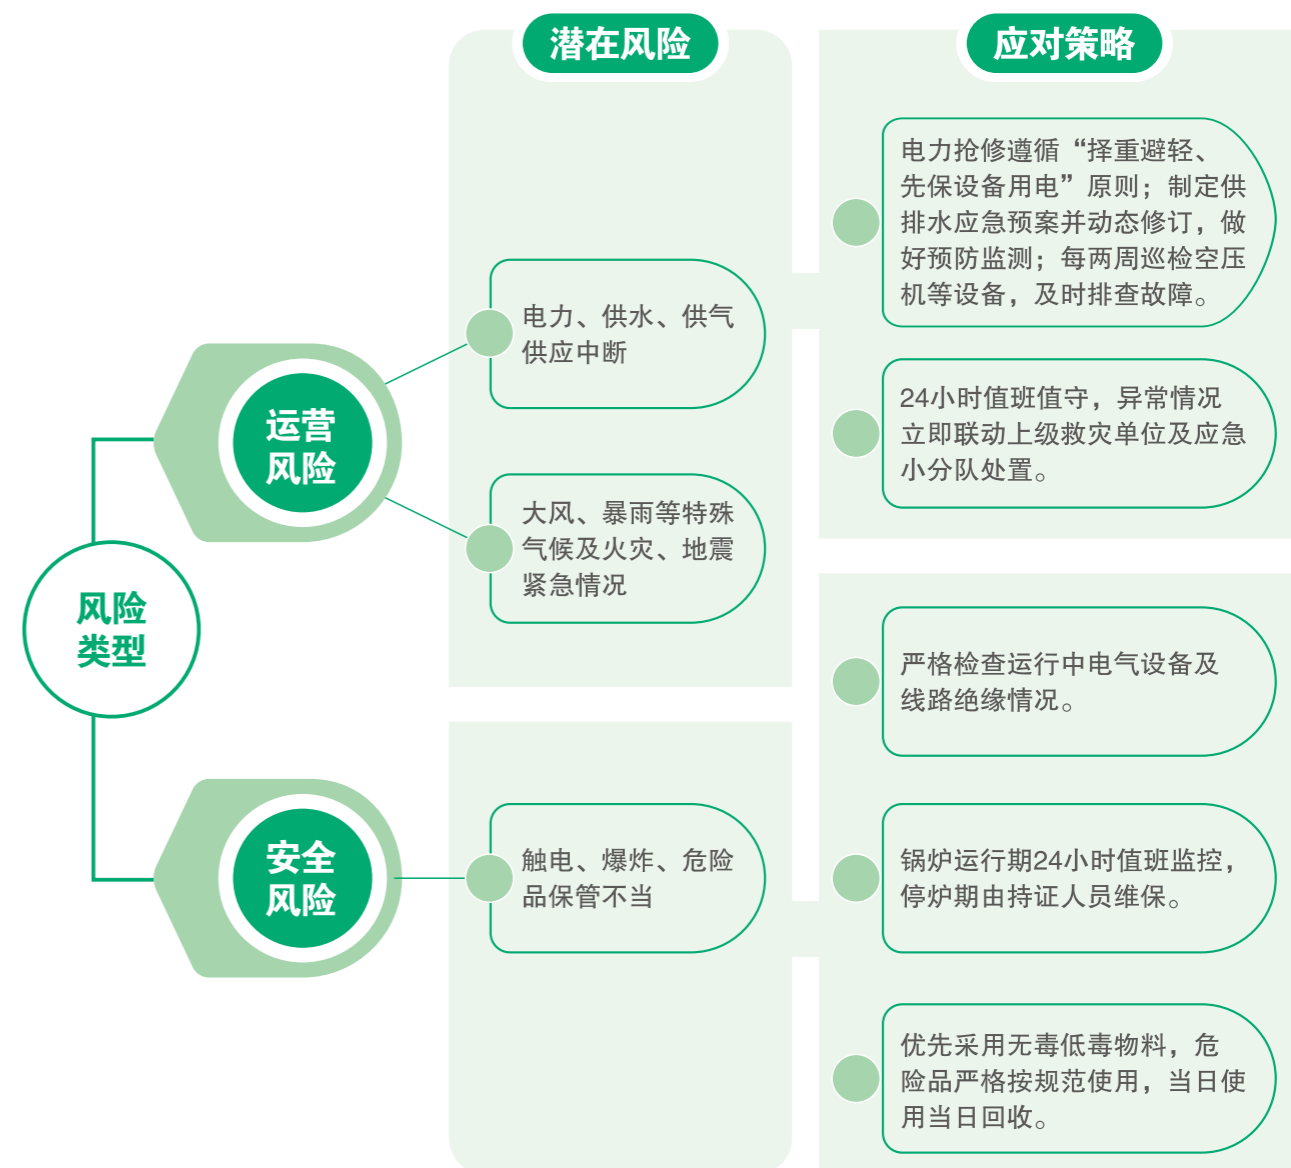 潜在风险
应对策略
风险
类型
运营
风险
电力、供水、供气
供应中断
大风、暴雨等特殊
气候及火灾、地震
紧急情况
电力抢修遵循“择重避轻、
先保设备用电”原则；制定供
排水应急预案并动态修订，做
好预防监测；每两周巡检空压
机等设备，及时排查故障。
24小时值班值守，异常情况
立即联动上级救灾单位及应急
小分队处置。
安全
风险
触电、爆炸、危险
品保管不当
严格检查运行中电气设备及
线路绝缘情况。
锅炉运行期24小时值班监控，
停炉期由持证人员维保。
优先采用无毒低毒物料，危
险品严格按规范使用，当日使
用当日回收。